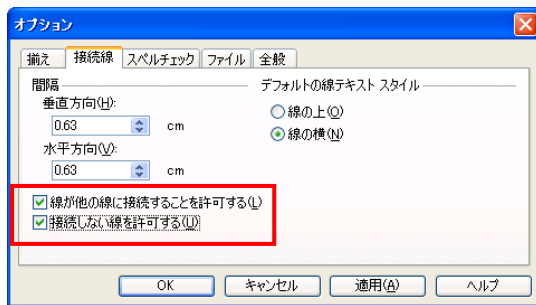 オプション
揃え 接続線 スペルチェック ファイル 全般
間隔
垂直方向(H):
0.63 cm
水平方向(V):
0.63 cm
デフォルトの線テキスト スタイル
線の上(O)
線の横(N)
線が他の線に接続することを許可する(L)
接続しない線を許可する(U)
OK キャンセル 適用(A) ヘルプ